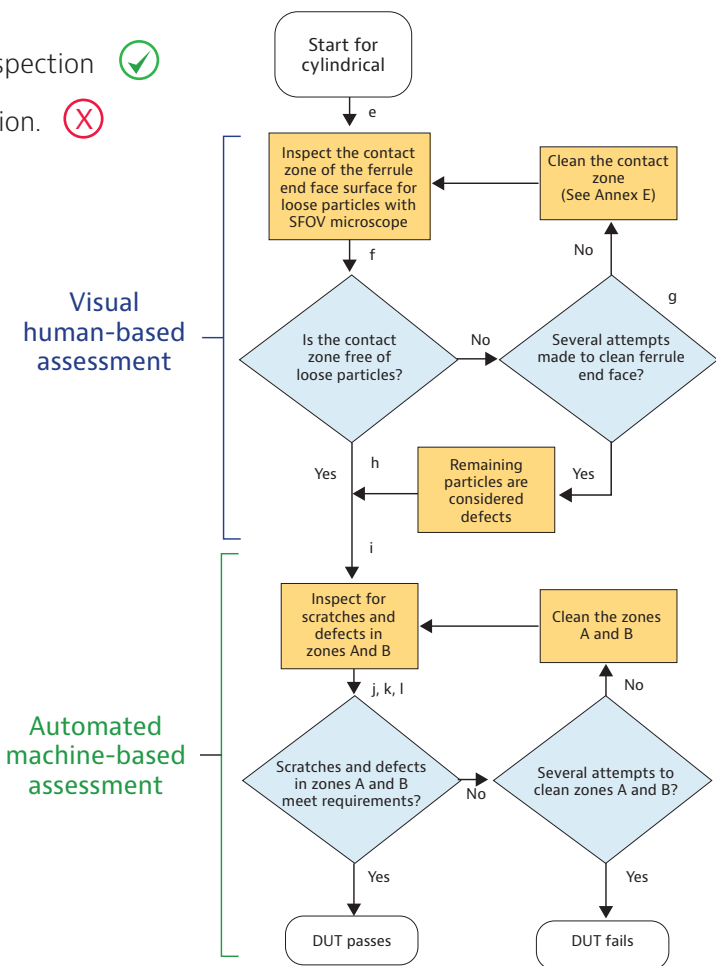 spection
tion.
X
Start for
cylindrical
e
Inspect the contact
zone of the ferrule
end face surface for
loose particles with
SFOV microscope
Clean the contact
zone
(See Annex E)
f
No
g
Visual
human-based
assessment
Is the contact
zone free of
loose particles?
No
Several attempts
made to clean ferrule
end face?
h
Yes
Remaining
particles are
considered
defects
Yes
i
Inspect for
scratches and
defects in
zones And B
Clean the zones
A and B
j, k, l
No
Automated
machine-based
assessment
Scratches and defects
in zones A and B
meet requirements?
No
Several attempts to
clean zones A and B?
Yes
Yes
DUT passes
DUT fails